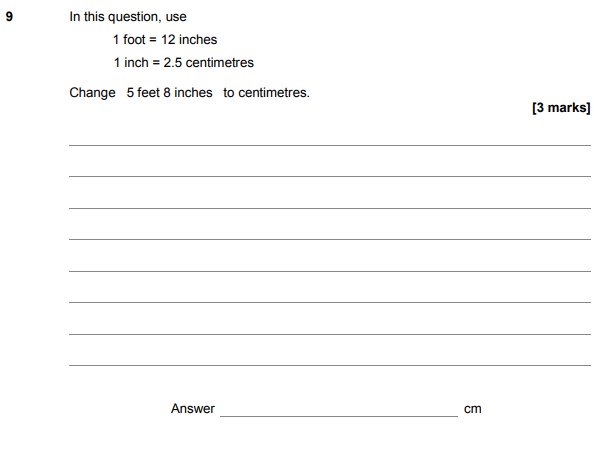 9 In this question, use
1 foot = 12 inches
1 inch = 2.5 centimetres
Change 5 feet 8 inches to centimetres.
[3 marks]
Answer cm